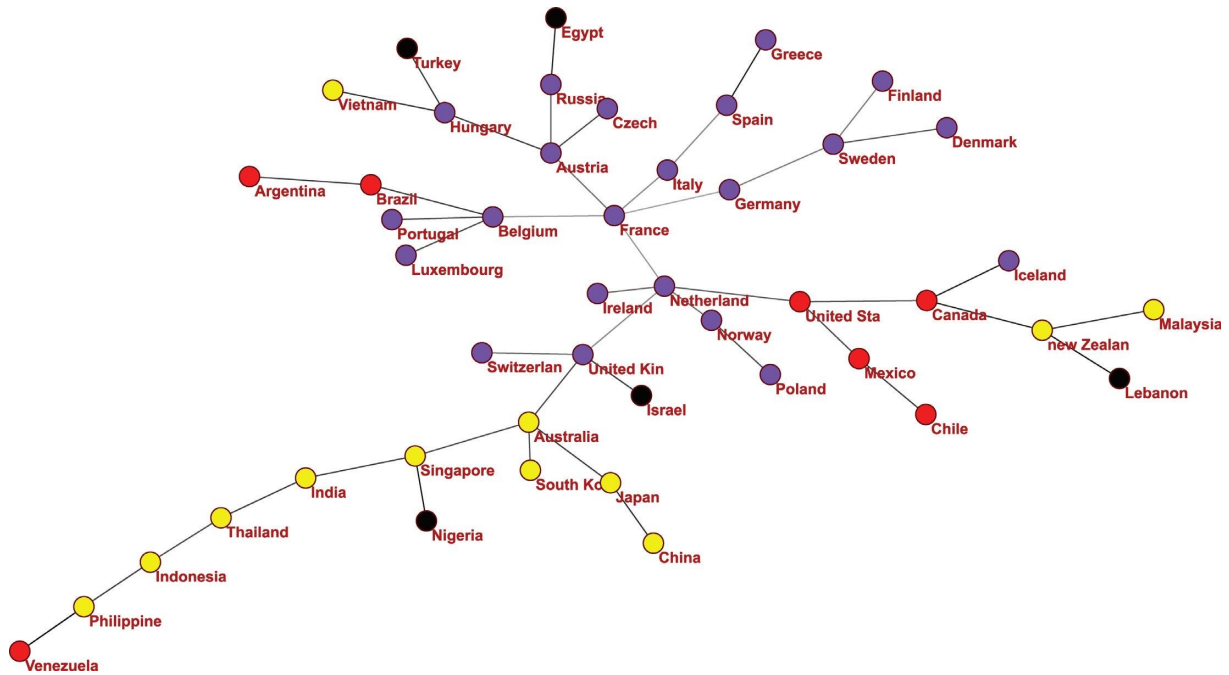 Egypt
Greece
Turkey
Finland
Vietnam
Russia
Spain
Czech
Hungary
Denmark
Sweden
Austria
Italy
Argentina
Brazil
Germany
Portugal
Belgium
France
Luxembourg
Iceland
Netherland
Ireland
United Sta
Canada
Malaysia
Norway
new Zealan
Switzerlan
United Kin
Mexico
Poland
Lebanon
Israel
Chile
Australia
Singapore
South Ko
Japan
India
Thailand
Nigeria
China
Indonesia
Philippine
Venezuela